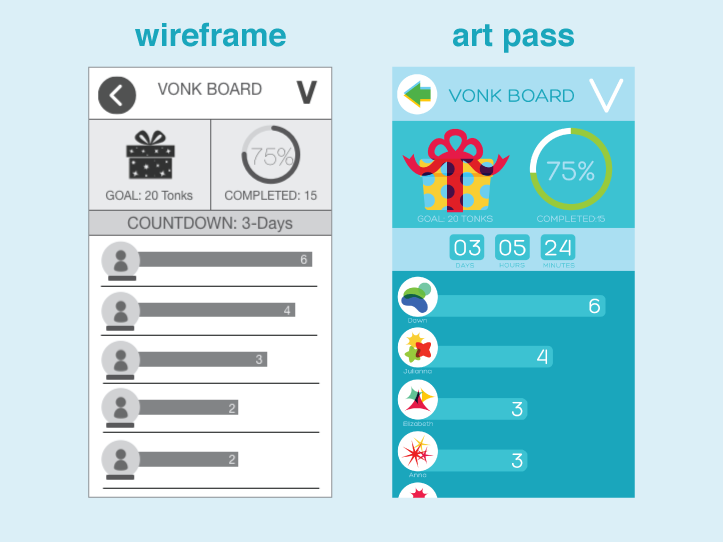 wireframe
VONK BOARD
V
75%
GOAL: 20 Tonks
COMPLETED: 15
COUNTDOWN: 3-Days
6
4
3
2
2
art pass
VONK BOARD
V
75%
GOAL: 20 TONKS
COMPLETED:15
03 05 24
DAYS HOURS MINUTES
6
Dawn
4
Julianna
3
Elizabeth
3
Anna